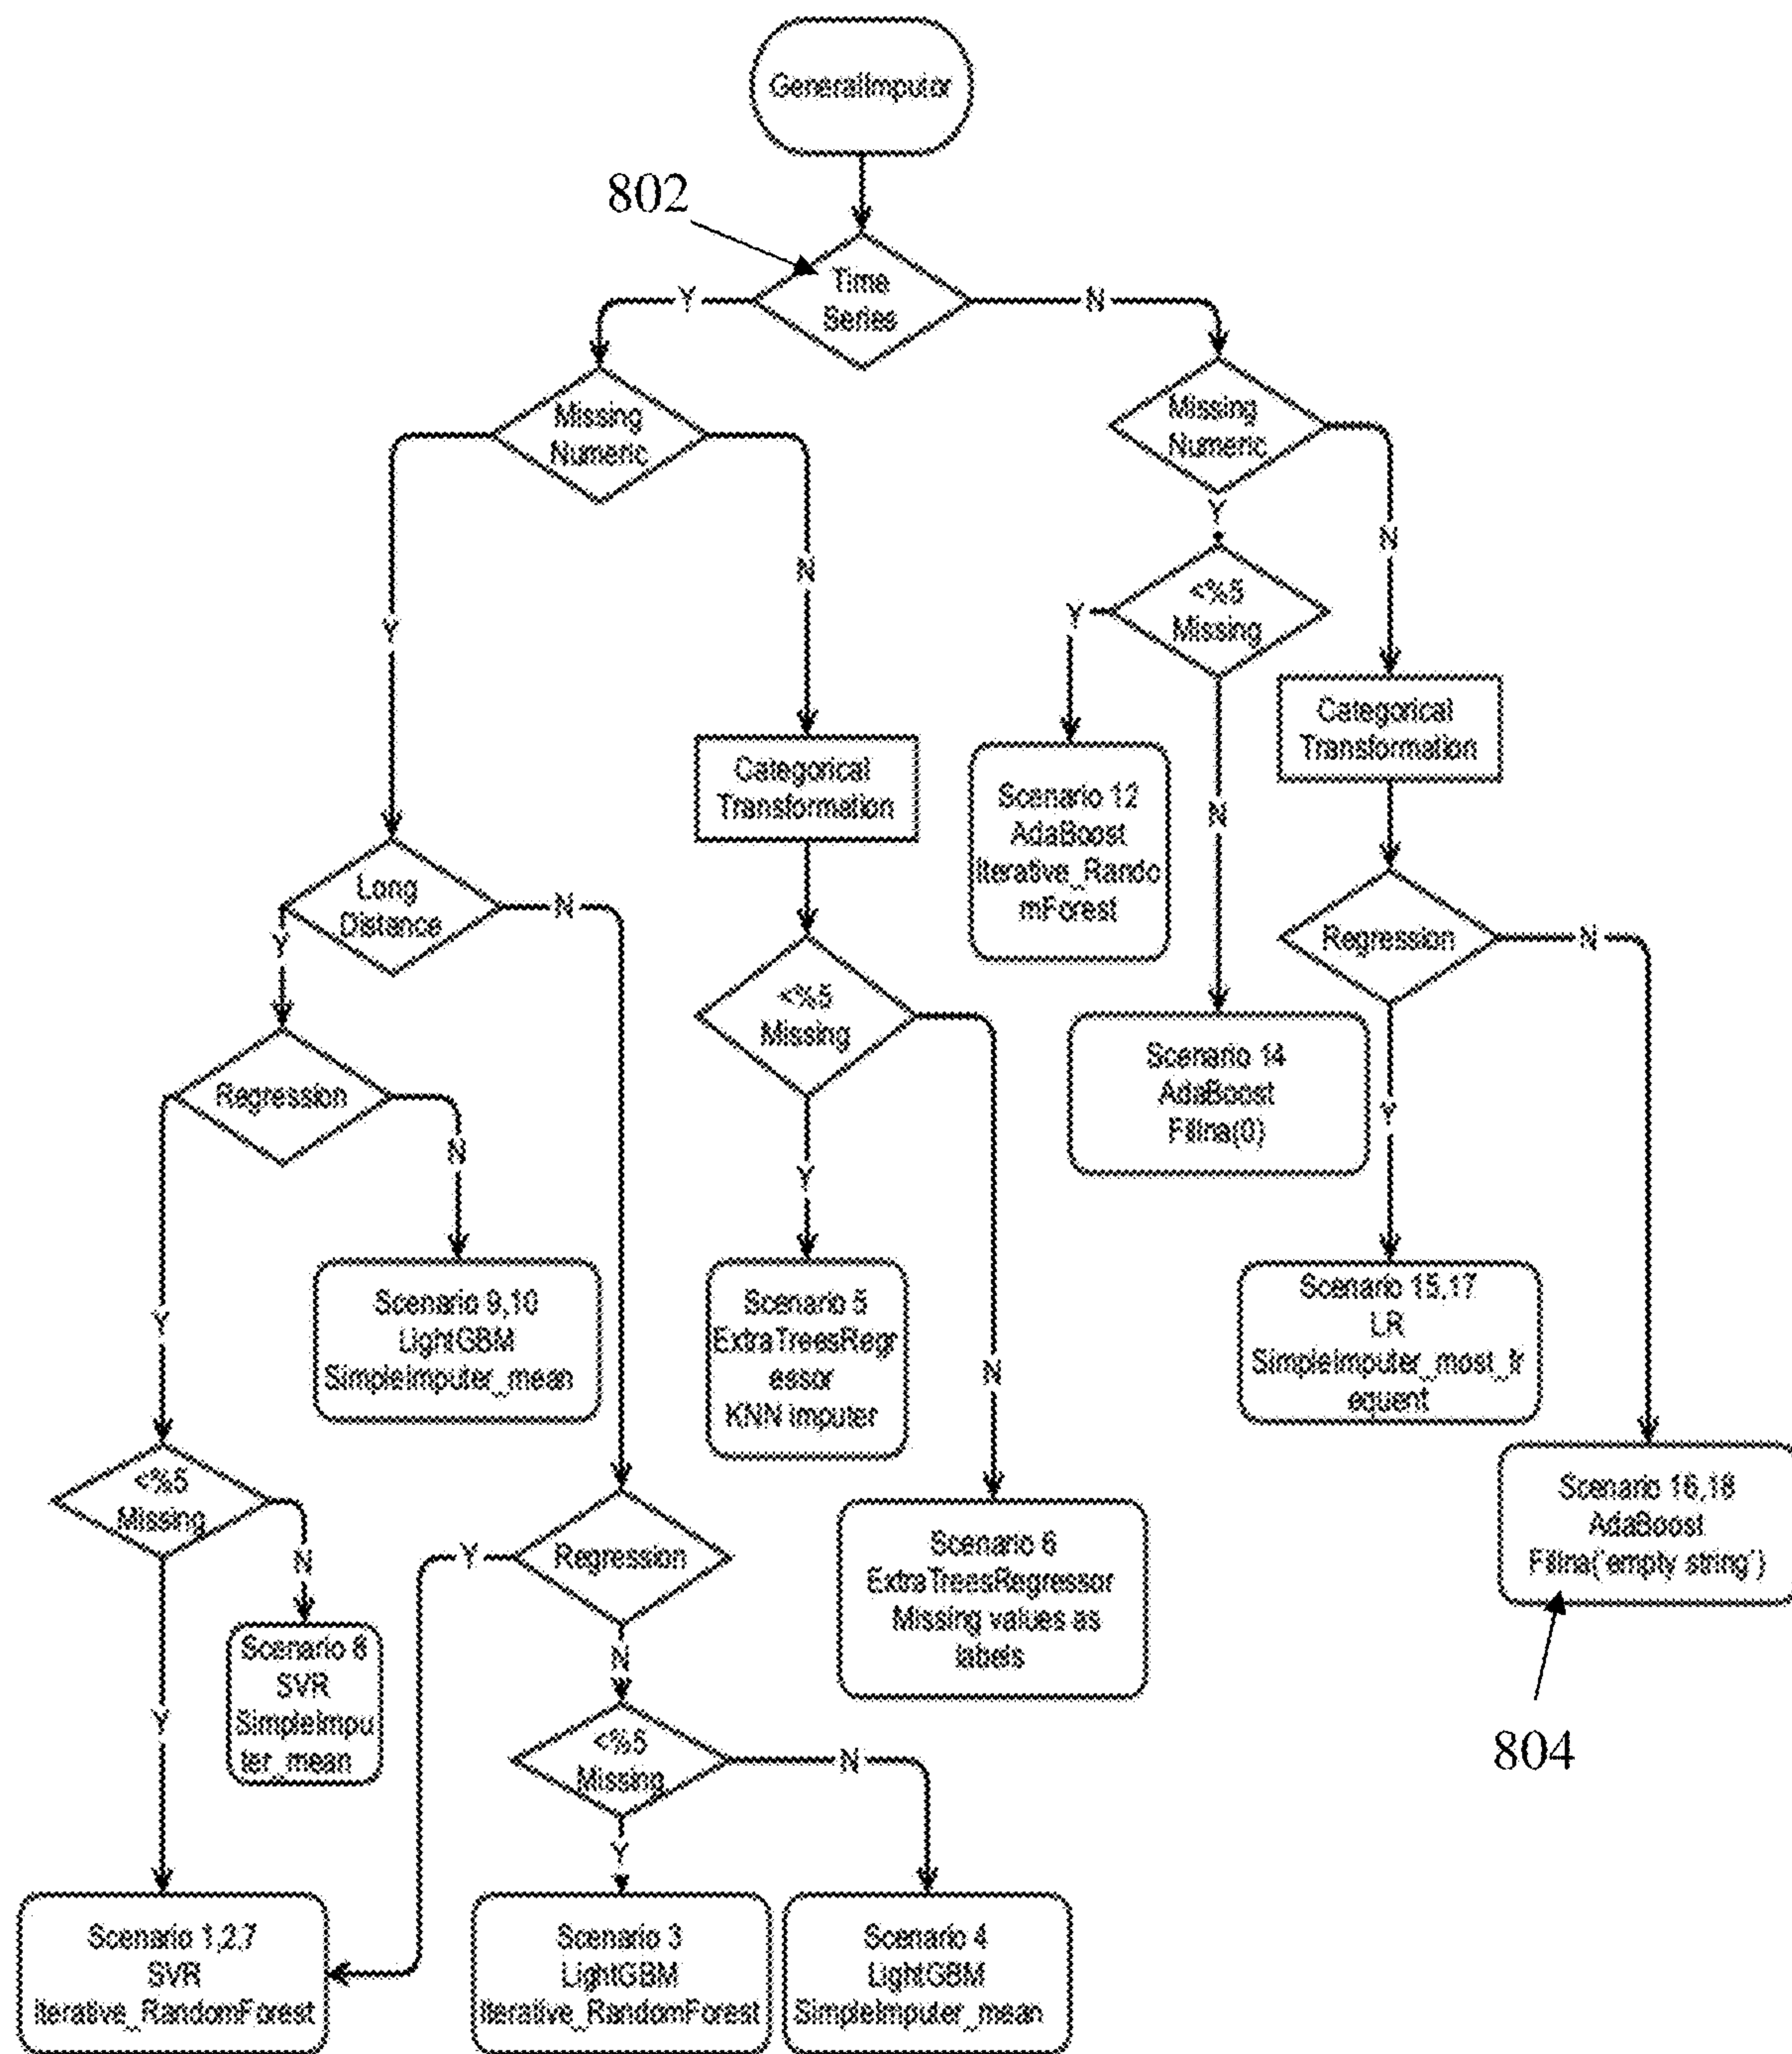 GeneralImputor
802
Time
Series
Y
N
Missing
Numeric
Missing
Numeric
Y
N
Y
N
<%5
Missing
Y
N
Categorical
Transformation
Categorical
Transformation
Scenario 12
AdaBoost
Iterative_Rando
mForest
Long
Distance
Y
N
Regression
Y
N
<%5
Missing
Y
N
Scenario 14
AdaBoost
Fillna(0)
Regression
Y
N
Scenario 9,10
LightGBM
SimpleImputer_mean
Scenario 5
ExtraTreesRegr
essor
KNN imputer
Scenario 15,17
LR
SimpleImputer_most_fr
equent
<%5
Missing
Y
N
Regression
Y
N
Scenario 6
ExtraTreesRegressor
Missing values as
labels
Scenario 16,18
AdaBoost
Fillna('empty string')
804
Scenario 8
SVR
SimpleImpu
ter_mean
<%5
Missing
Y
N
Scenario 1,2,7
SVR
Iterative_RandomForest
Scenario 3
LightGBM
Iterative_RandomForest
Scenario 4
LightGBM
SimpleImputer_mean